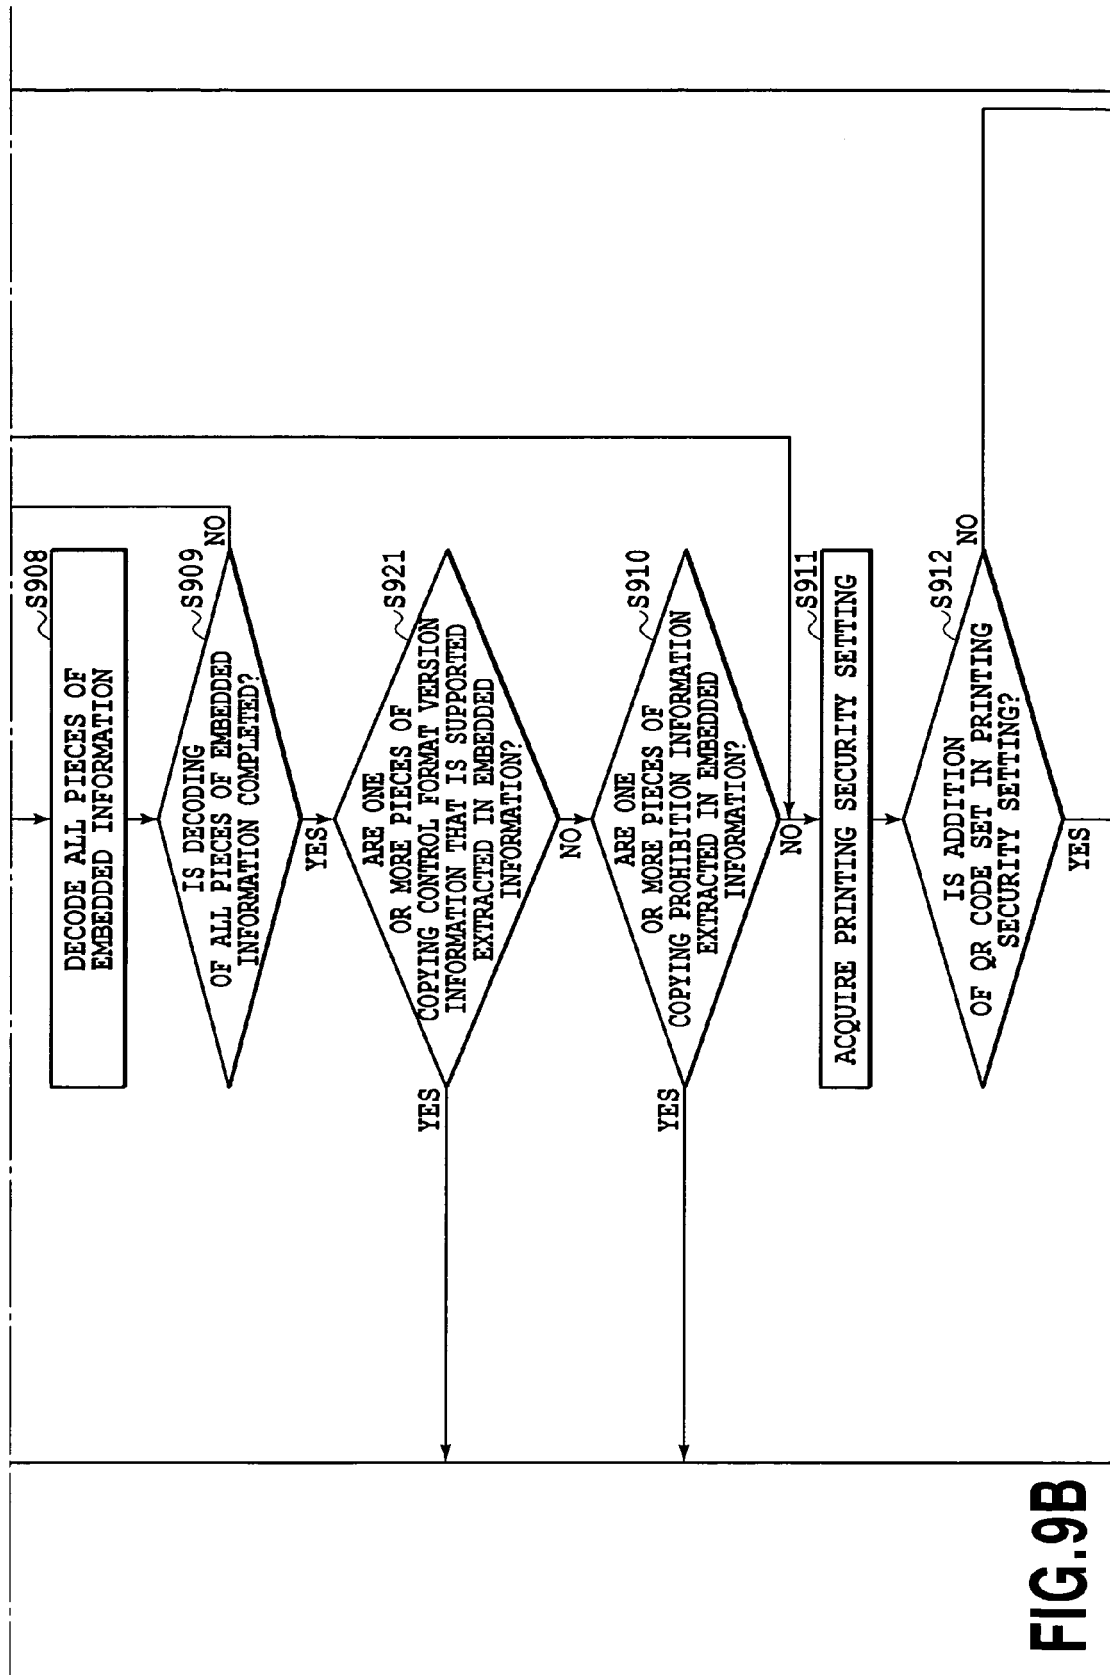 S908
DECODE ALL PIECES OF
EMBEDDED INFORMATION
S909
IS DECODING
OF ALL PIECES OF EMBEDDED
INFORMATION COMPLETED?
NO
YES
S921
ARE ONE
OR MORE PIECES OF
COPYING CONTROL FORMAT VERSION
INFORMATION THAT IS SUPPORTED
EXTRACTED IN EMBEDDED
INFORMATION?
YES
NO
S910
ARE ONE
OR MORE PIECES OF
COPYING PROHIBITION INFORMATION
EXTRACTED IN EMBEDDED
INFORMATION?
YES
NO
S911
ACQUIRE PRINTING SECURITY SETTING
S912
IS ADDITION
OF QR CODE SET IN PRINTING
SECURITY SETTING?
NO
YES
FIG.9B